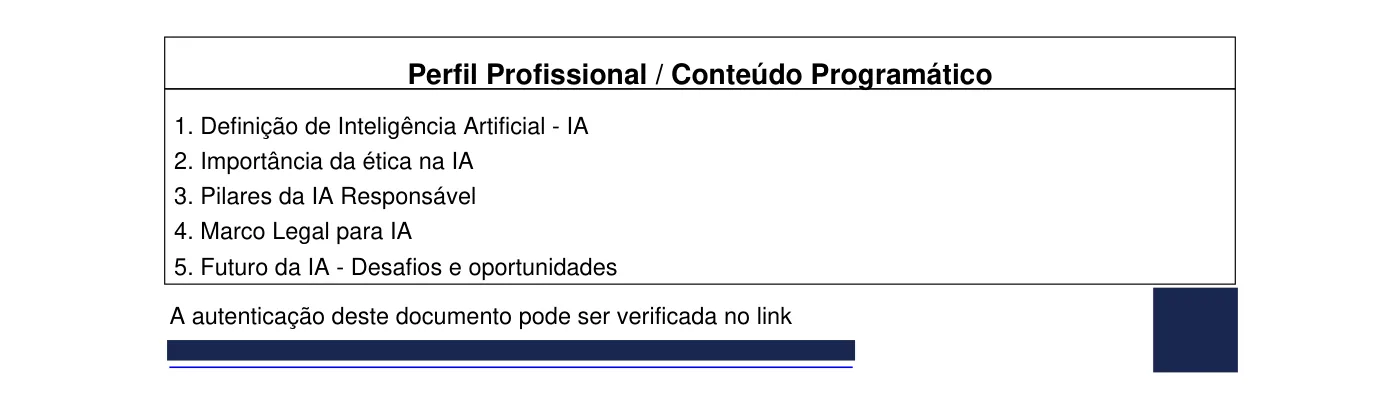 Perfil Profissional / Conteúdo Programático
1. Definição de Inteligência Artificial - IA
2. Importância da ética na IA
3. Pilares da IA Responsável
4. Marco Legal para IA
5. Futuro da IA - Desafios e oportunidades
A autenticação deste documento pode ser verificada no link